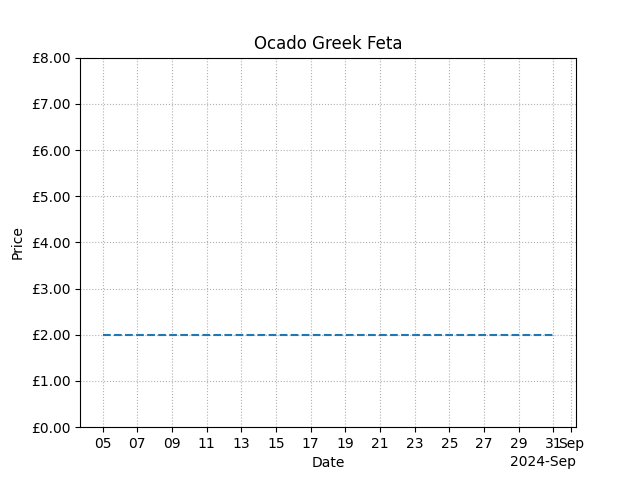 Ocado Greek Feta
£8.00
£7.00
£6.00
£5.00
£4.00
£3.00
£2.00
£1.00
£0.00
Price
05 07 09 11 13 15 17 19 21 23 25 27 29 31 Sep
2024-Sep
Date